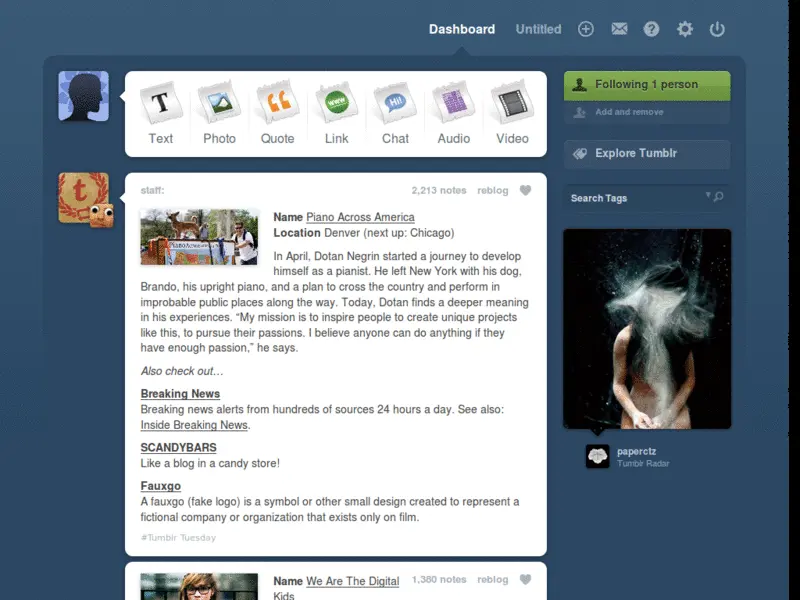 Dashboard Untitled
T
“
www
Hi!
Text Photo Quote Link Chat Audio Video
Following 1 person
Add and remove
Explore Tumblr
Search Tags
t
staff: 2,213 notes reblog
Name Piano Across America
Location Denver (next up: Chicago)
In April, Dotan Negrin started a journey to develop
himself as a pianist. He left New York with his dog,
Brando, his upright piano, and a plan to cross the country and perform in
improbable public places along the way. Today, Dotan finds a deeper meaning
in his experiences. “My mission is to inspire people to create unique projects
like this, to pursue their passions. I believe anyone can do anything if they
have enough passion,” he says.
Also check out…
Breaking News
Breaking news alerts from hundreds of sources 24 hours a day. See also:
Inside Breaking News.
SCANDYBARS
Like a blog in a candy store!
Fauxgo
A fauxgo (fake logo) is a symbol or other small design created to represent a
fictional company or organization that exists only on film.
#Tumblr Tuesday
paperctz
Tumblr Radar
Name We Are The Digital 1,380 notes reblog
Kids